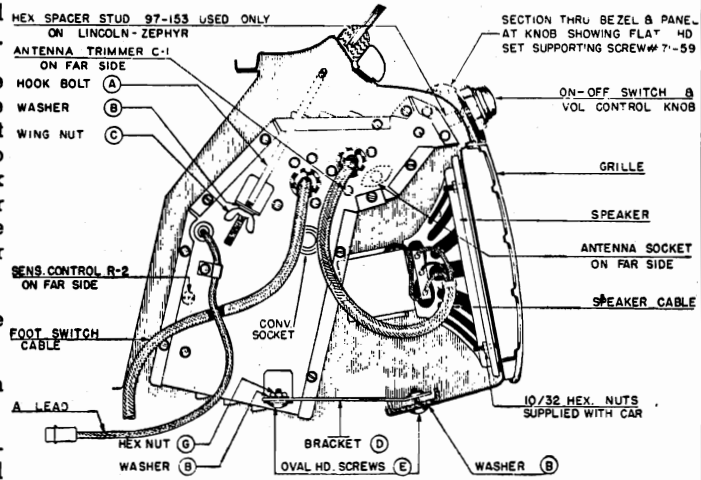 HEX SPACER STUD 97-153 USED ONLY
ON LINCOLN-ZEPHYR
ANTENNA TRIMMER C-1
ON FAR SIDE
HOOK BOLT (A)
WASHER (B)
WING NUT (C)
SENS. CONTROL R-2
ON FAR SIDE
FOOT SWITCH
CABLE
A LEAD
CONV.
SOCKET
HEX NUT (G)
WASHER (B)
BRACKET (D)
OVAL HD. SCREWS (E)
WASHER (B)
SECTION THRU BEZEL & PANEL
AT KNOB SHOWING FLAT HD
SET SUPPORTING SCREW#
ON-OFF SWITCH &
VOL CONTROL KNOB
GRILLE
SPEAKER
ANTENNA SOCKET
ON FAR SIDE
SPEAKER CABLE
10/32 HEX. NUTS
SUPPLIED WITH CAR